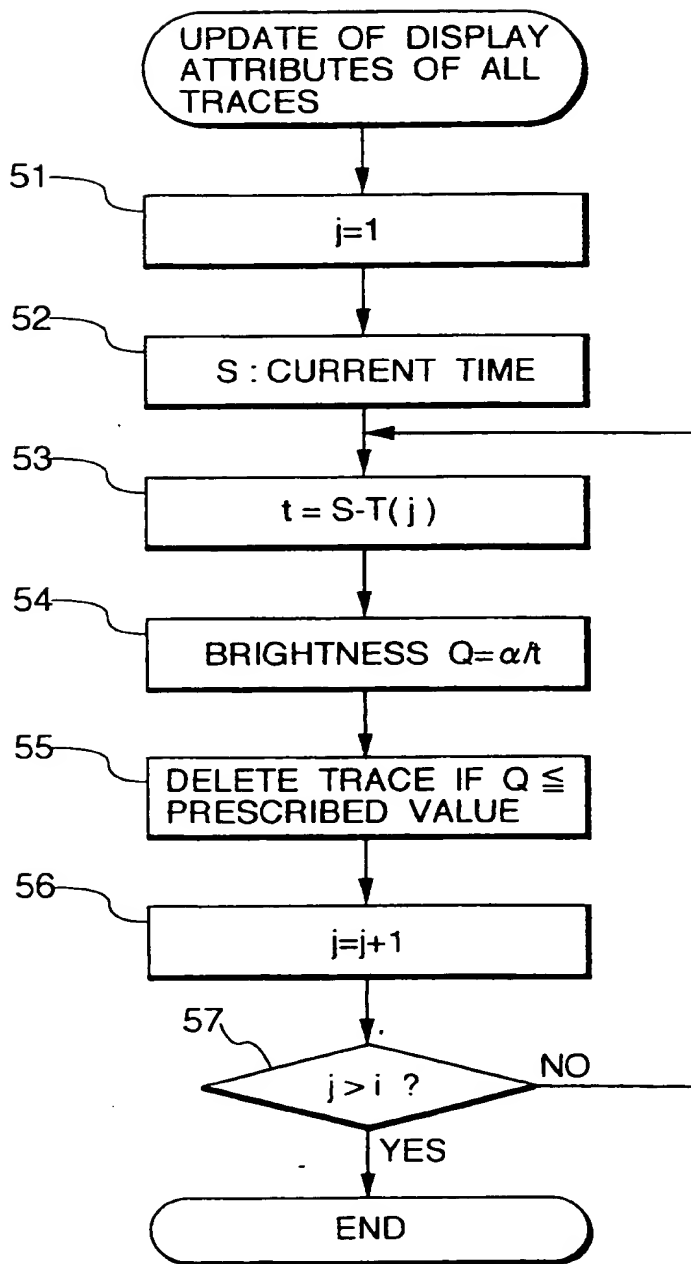 UPDATE OF DISPLAY
ATTRIBUTES OF ALL
TRACES
51
j=1
52
S : CURRENT TIME
53
t = S-T( j )
54
BRIGHTNESS Q=α/t
55
DELETE TRACE IF Q ≦
PRESCRIBED VALUE
56
j=j+1
57
j > i ?
NO
YES
END